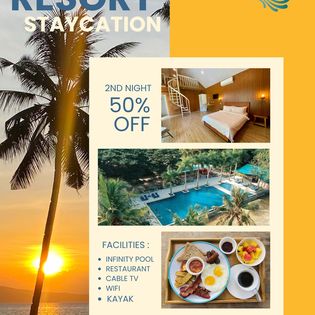 RESORT
STAYCATION
2ND NIGHT
50%
OFF
FACILITIES :
• INFINITY POOL
• RESTAURANT
• CABLE TV
• WIFI
• KAYAK